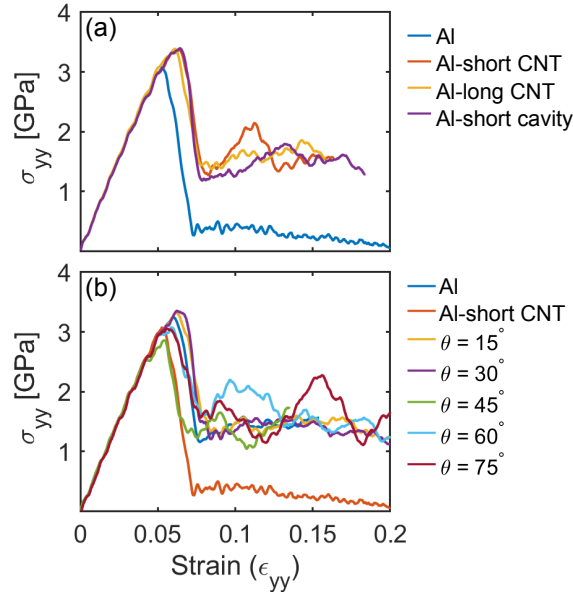 (a)
4
3
2
1
σyy [GPa]
Al
Al-short CNT
Al-long CNT
Al-short cavity
(b)
4
3
2
1
0
σyy [GPa]
Al
Al-short CNT
θ = 15°
θ = 30°
θ = 45°
θ = 60°
θ = 75°
0 0.05 0.1 0.15 0.2
Strain (ϵyy)